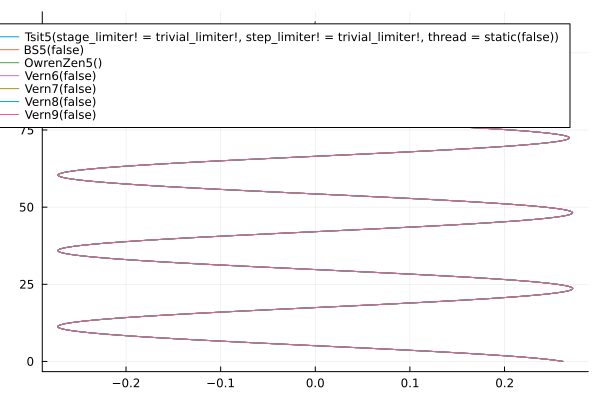 Tsit5(stage_limiter! = trivial_limiter!, step_limiter! = trivial_limiter!, thread = static(false))
BS5(false)
OwrenZen5()
Vern6(false)
Vern7(false)
Vern8(false)
Vern9(false)
75
50
25
0
−0.2 −0.1 0.0 0.1 0.2